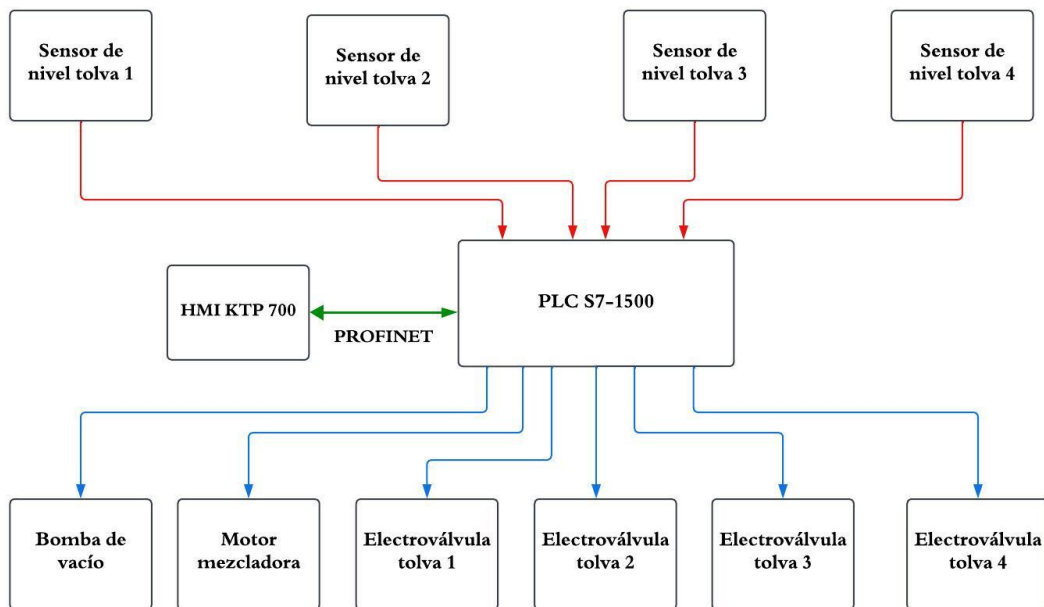 Sensor de
nivel tolva 1
Sensor de
nivel tolva 2
Sensor de
nivel tolva 3
Sensor de
nivel tolva 4
HMI KTP 700
PROFINET
PLC S7-1500
Bomba de
vacío
Motor
mezcladora
Electroválvula
tolva 1
Electroválvula
tolva 2
Electroválvula
tolva 3
Electroválvula
tolva 4